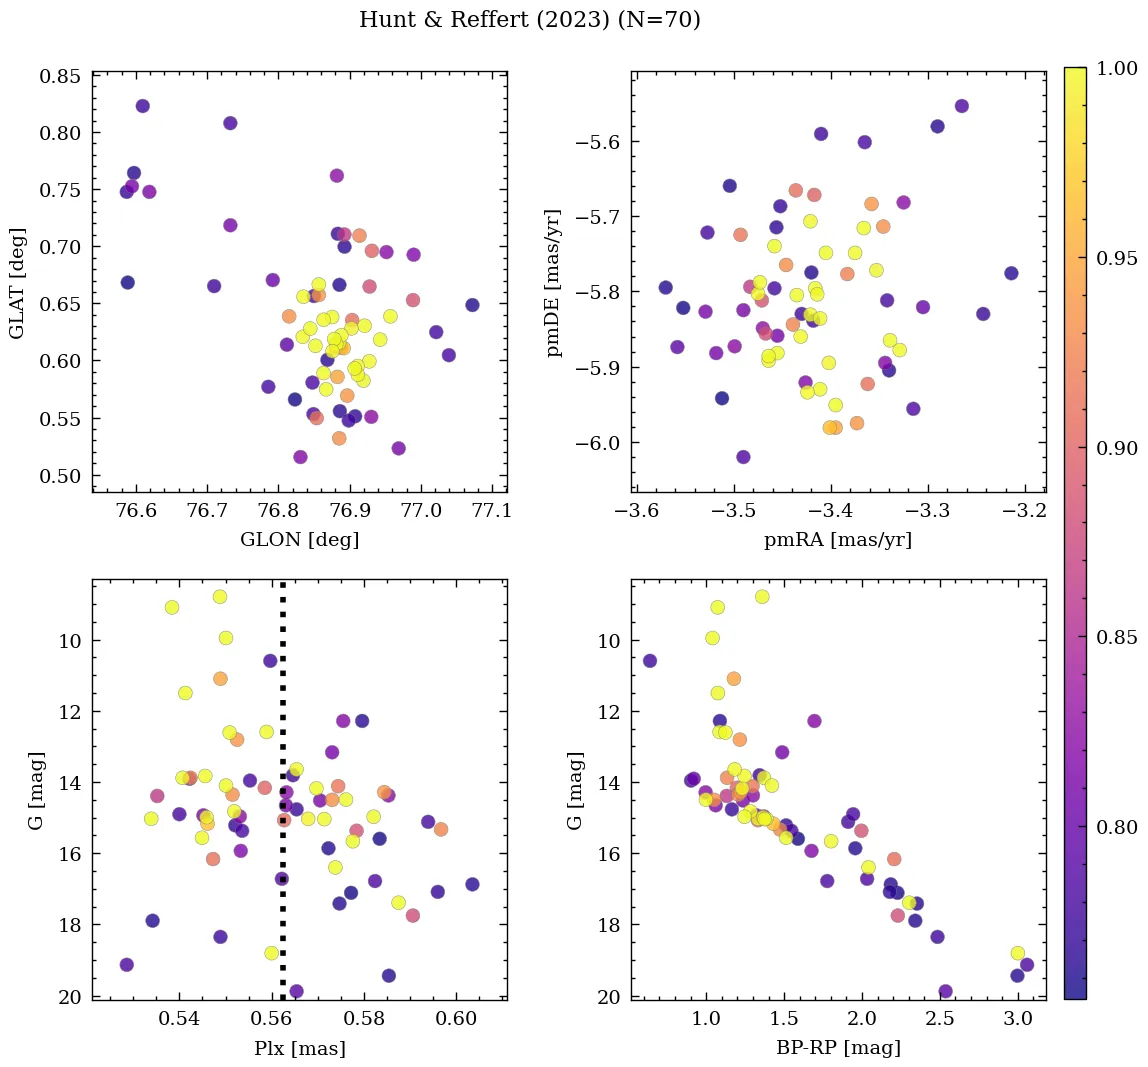 Hunt & Reffert (2023) (N=70)
0.85
0.80
0.75
0.70
0.65
0.60
0.55
0.50
GLAT [deg]
76.6 76.7 76.8 76.9 77.0 77.1
GLON [deg]
−5.6
−5.7
−5.8
−5.9
−6.0
pmDE [mas/yr]
−3.6 −3.5 −3.4 −3.3 −3.2
pmRA [mas/yr]
1.00
0.95
0.90
0.85
0.80
10
12
14
16
18
20
G [mag]
0.54 0.56 0.58 0.60
Plx [mas]
10
12
14
16
18
20
G [mag]
1.0 1.5 2.0 2.5 3.0
BP-RP [mag]